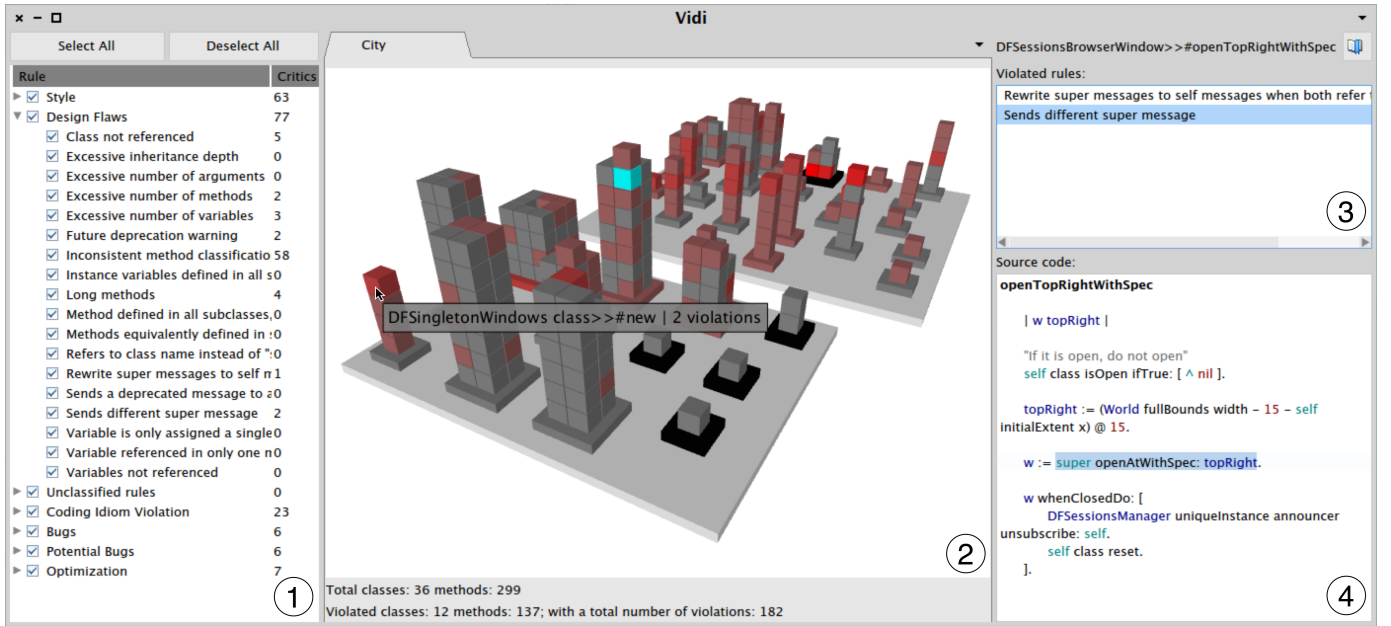 Vidi
Select All
Deselect All
Rule Critics
Style 63
Design Flaws 77
Class not referenced 5
Excessive inheritance depth 0
Excessive number of arguments 0
Excessive number of methods 2
Excessive number of variables 3
Future deprecation warning 2
Inconsistent method classificatio 58
Instance variables defined in all s 0
Long methods 4
Method defined in all subclasses, 0
Methods equivalently defined in : 0
Refers to class name instead of ": 0
Rewrite super messages to self m 1
Sends a deprecated message to a 0
Sends different super message 2
Variable is only assigned a single 0
Variable referenced in only one m 0
Variables not referenced 0
Unclassified rules 0
Coding Idiom Violation 23
Bugs 6
Potential Bugs 6
Optimization 7
1
City
DFSingletonWindows class>>#new | 2 violations
2
Total classes: 36 methods: 299
Violated classes: 12 methods: 137; with a total number of violations: 182
DFSessionsBrowserWindow>>#openTopRightWithSpec
Violated rules:
Rewrite super messages to self messages when both refer t
Sends different super message
3
Source code:
openTopRightWithSpec
| w topRight |
"If it is open, do not open"
self class isOpen ifTrue: [ ^ nil ].
topRight := (World fullBounds width - 15 - self
initialExtent x) @ 15.
w := super openAtWithSpec: topRight.
w whenClosedDo: [
DFSessionsManager uniqueInstance announcer
unsubscribe: self.
self class reset.
].
4